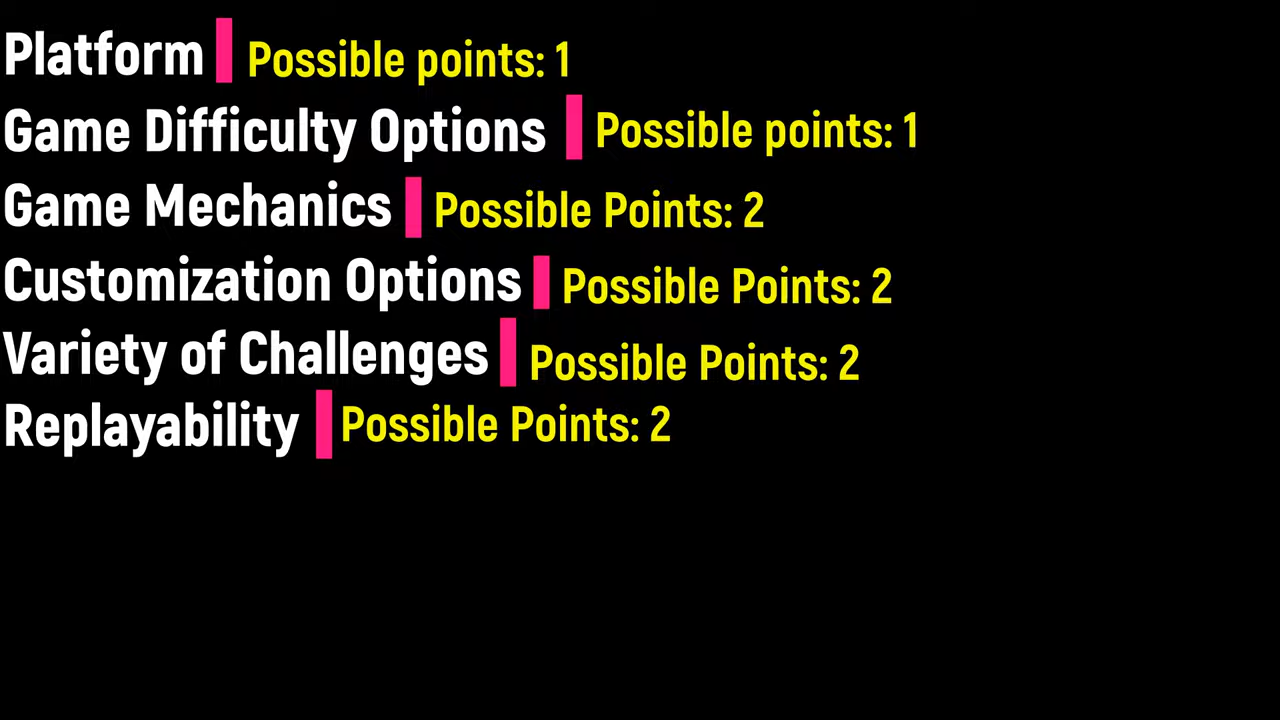 Platform Possible points: 1
Game Difficulty Options Possible points: 1
Game Mechanics Possible Points: 2
Customization Options Possible Points: 2
Variety of Challenges Possible Points: 2
Replayability Possible Points: 2